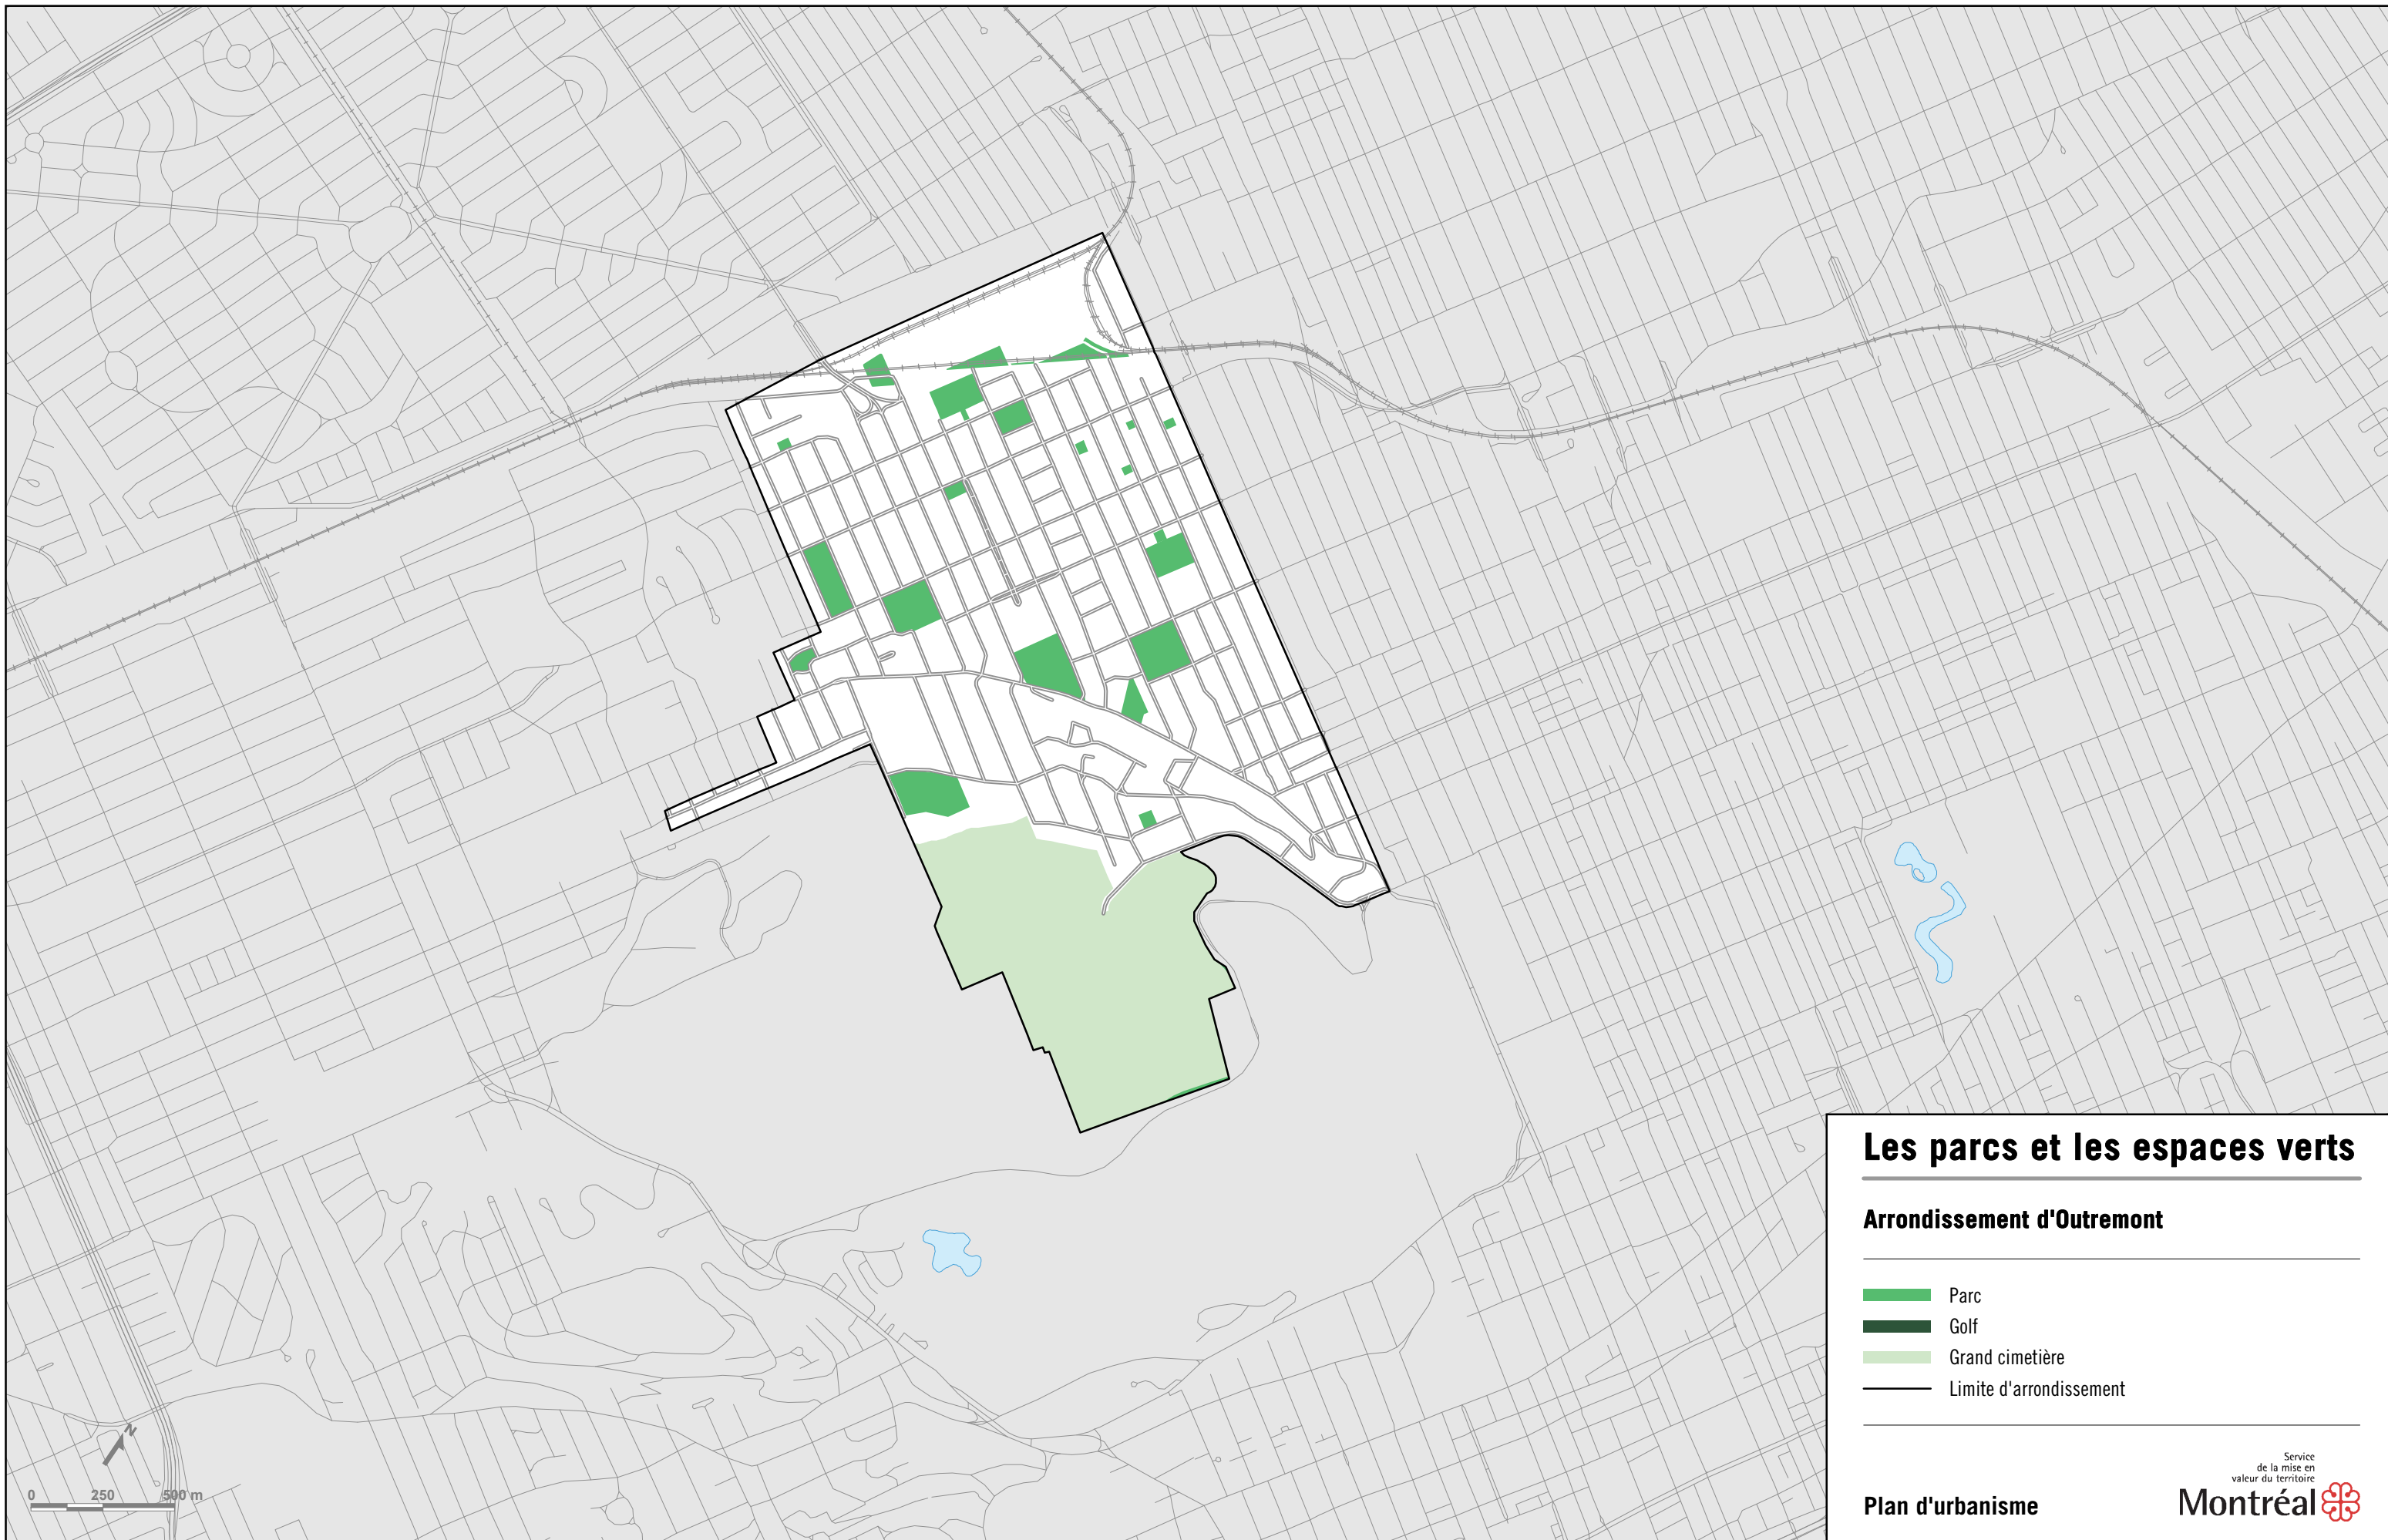 Les parcs et les espaces verts
Arrondissement d'Outremont
Parc
Golf
Grand cimetière
Limite d'arrondissement
Service
de la mise en
valeur du territoire
Plan d'urbanisme
Montréal
N
0 250 500 m